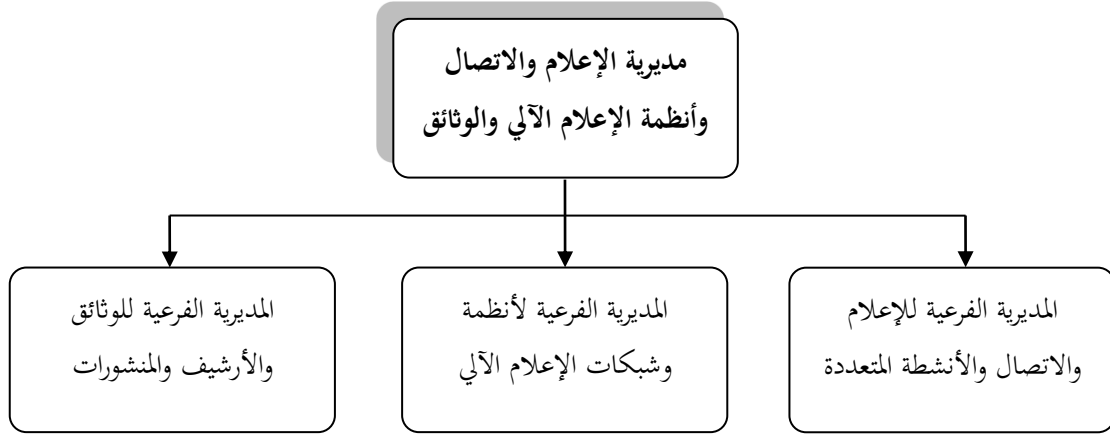 مديرية الإعلام والاتصال
وأنظمة الإعلام الآلي والوثائق
المديرية الفرعية للإعلام
والاتصال والأنشطة المتعددة
المديرية الفرعية لأنظمة
وشبكات الإعلام الآلي
المديرية الفرعية للوثائق
والأرشيف والمنشورات